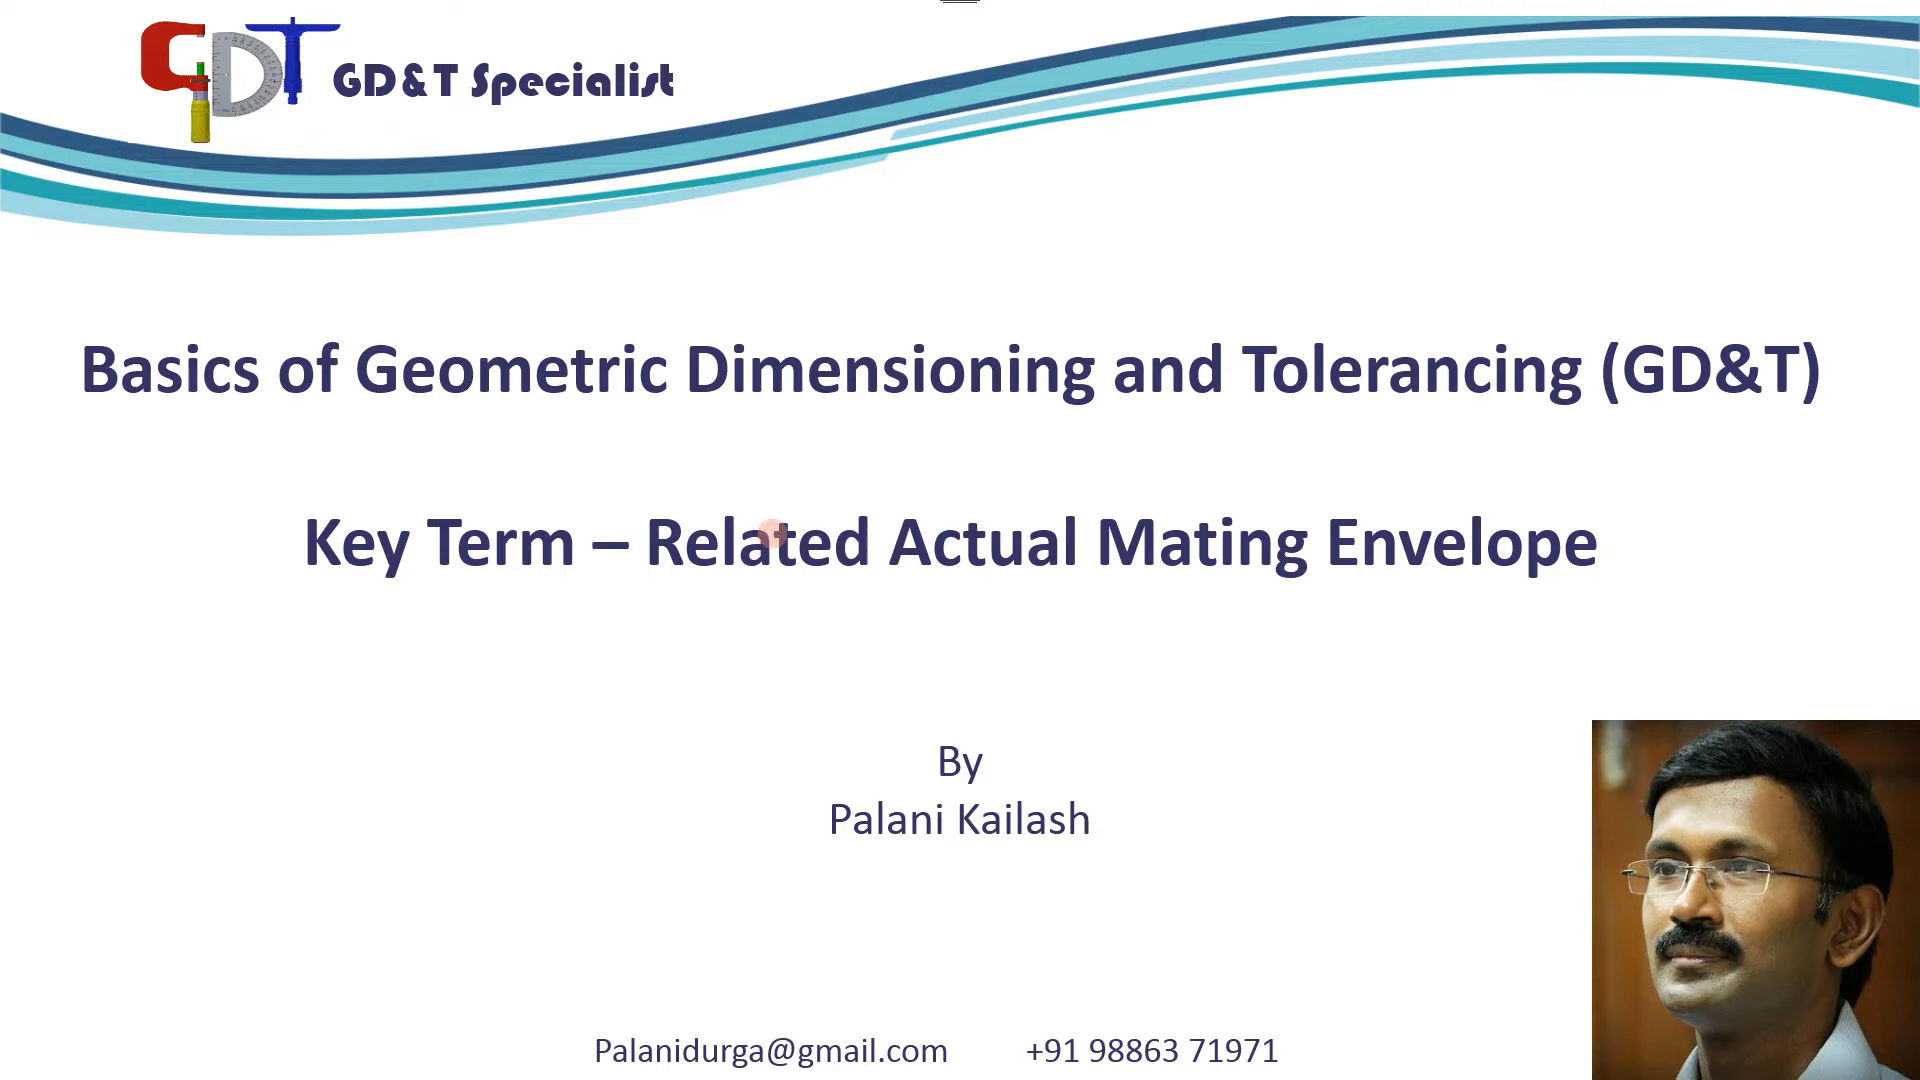 GDT GD&T Specialist
Basics of Geometric Dimensioning and Tolerancing (GD&T)
Key Term – Related Actual Mating Envelope
By
Palani Kailash
Palanidurga@gmail.com +91 98863 71971